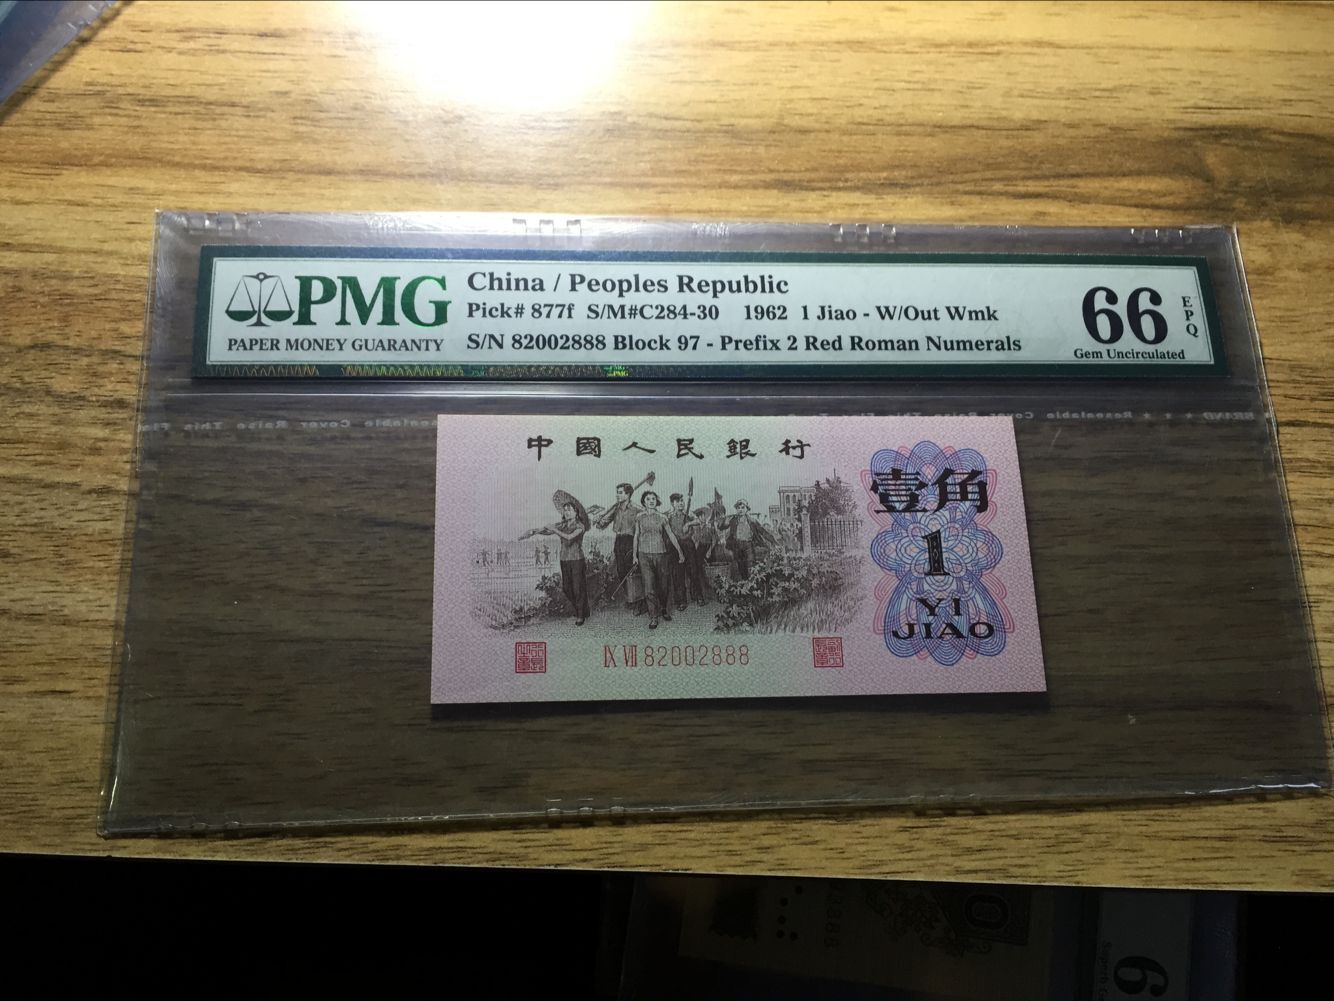 PMG
PAPER MONEY GUARANTY
China / Peoples Republic
Pick# 877f S/M#C284-30 1962 1 Jiao - W/Out Wmk
S/N 82002888 Block 97 - Prefix 2 Red Roman Numerals
66
EPQ
Gem Uncirculated
PMG
中國人民銀行
壹角
1
YI
JIAO
IX VII 82002888
6